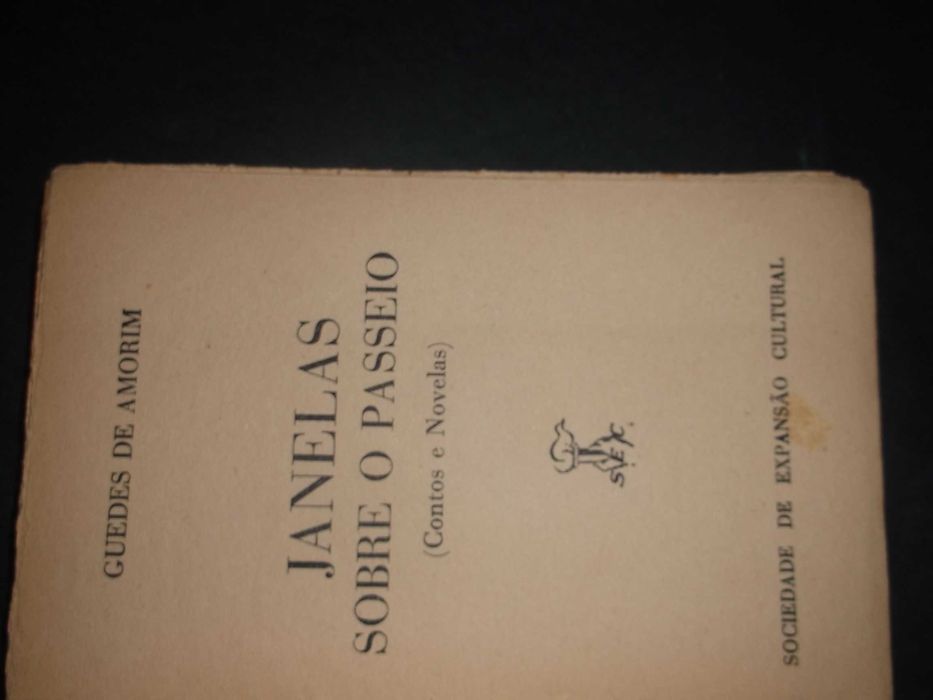 GUEDES DE AMORIM
JANELAS
SOBRE O PASSEIO
(Contos e Novelas)
S.E.X.C.
SOCIEDADE DE EXPANSÃO CULTURAL